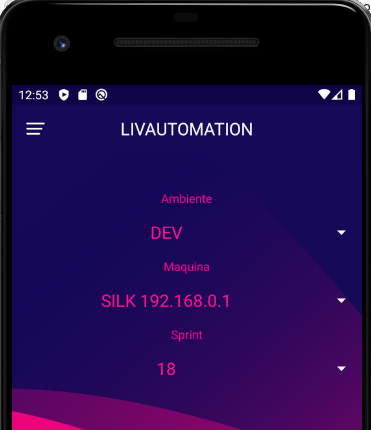 12:53
LIVAUTOMATION
Ambiente
DEV
Maquina
SILK 192.168.0.1
Sprint
18